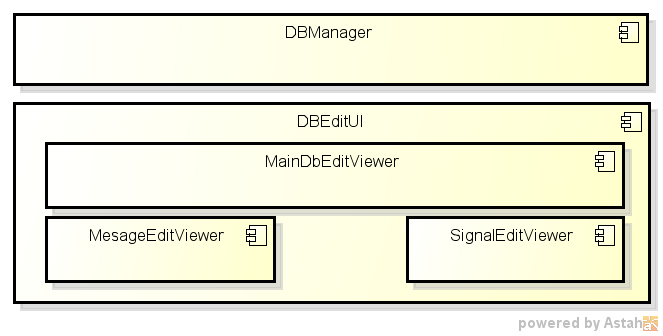 DBManager
DBEditUI
MainDbEditViewer
MesageEditViewer
SignalEditViewer
powered by Astah